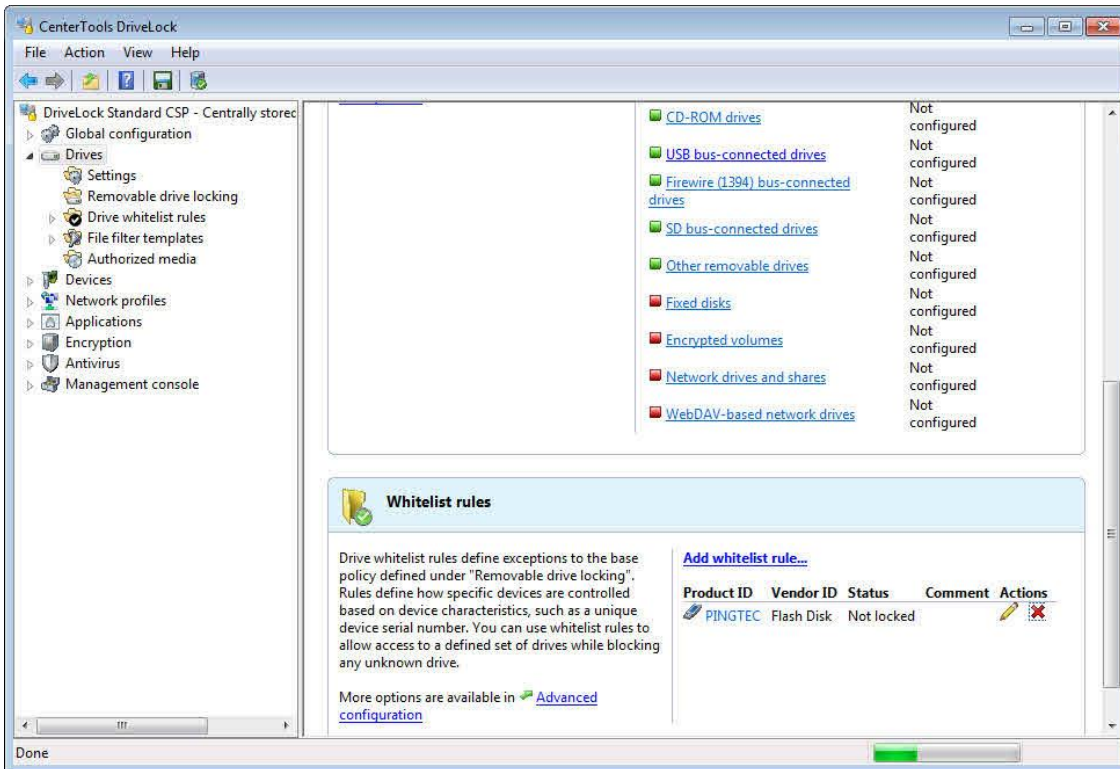 CenterTools DriveLock
File Action View Help
DriveLock Standard CSP - Centrally stored
Global configuration
Drives
Settings
Removable drive locking
Drive whitelist rules
File filter templates
Authorized media
Devices
Network profiles
Applications
Encryption
Antivirus
Management console
CD-ROM drives
Not
configured
USB bus-connected drives
Not
configured
Firewire (1394) bus-connected
drives
Not
configured
SD bus-connected drives
Not
configured
Other removable drives
Not
configured
Fixed disks
Not
configured
Encrypted volumes
Not
configured
Network drives and shares
Not
configured
WebDAV-based network drives
Not
configured
Whitelist rules
Drive whitelist rules define exceptions to the base
policy defined under "Removable drive locking".
Rules define how specific devices are controlled
based on device characteristics, such as a unique
device serial number. You can use whitelist rules to
allow access to a defined set of drives while blocking
any unknown drive.
More options are available in Advanced
configuration
Add whitelist rule...
Product ID Vendor ID Status Comment Actions
PINGTEC Flash Disk Not locked
Done